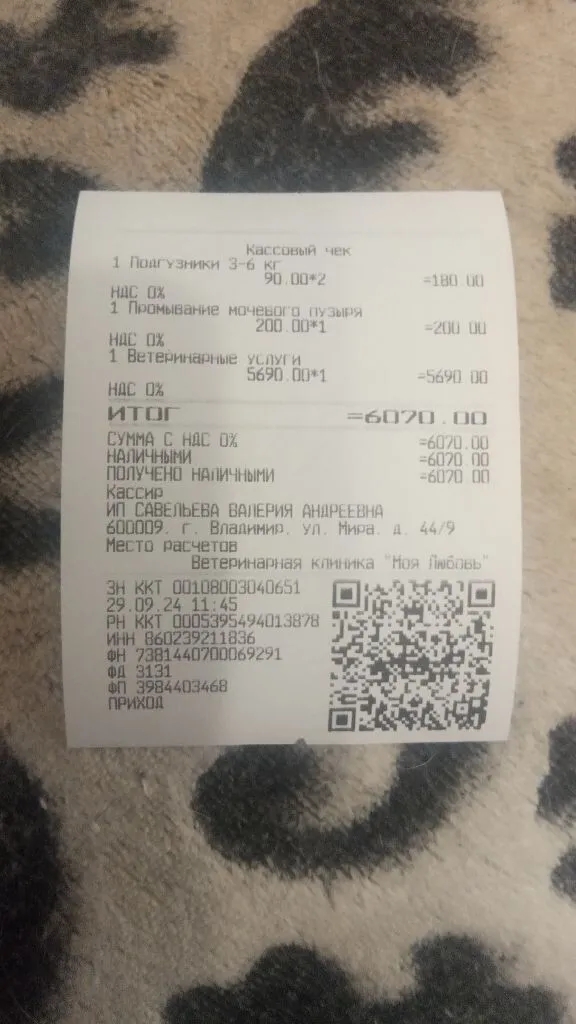 Кассовый чек
1 Подгузники 3-6 кг
90.00*2 =180.00
НДС 0%
1 Промывание мочевого пузыря
200.00*1 =200.00
НДС 0%
1 Ветеринарные услуги
5690.00*1 =5690.00
НДС 0%
ИТОГ =6070.00
СУММА С НДС 0% =6070.00
НАЛИЧНЫМИ =6070.00
ПОЛУЧЕНО НАЛИЧНЫМИ =6070.00
Кассир
ИП САВЕЛЬЕВА ВАЛЕРИЯ АНДРЕЕВНА
600009. г. Владимир. ул. Мира. д. 44/9
Место расчетов
Ветеринарная клиника "Моя Любовь"
ЗН ККТ 00108003040651
29.09.24 11:45
РН ККТ 0005395494013878
ИНН 860239211836
ФН 7381440700069291
ФД 3131
ФП 3984403468
ПРИХОД